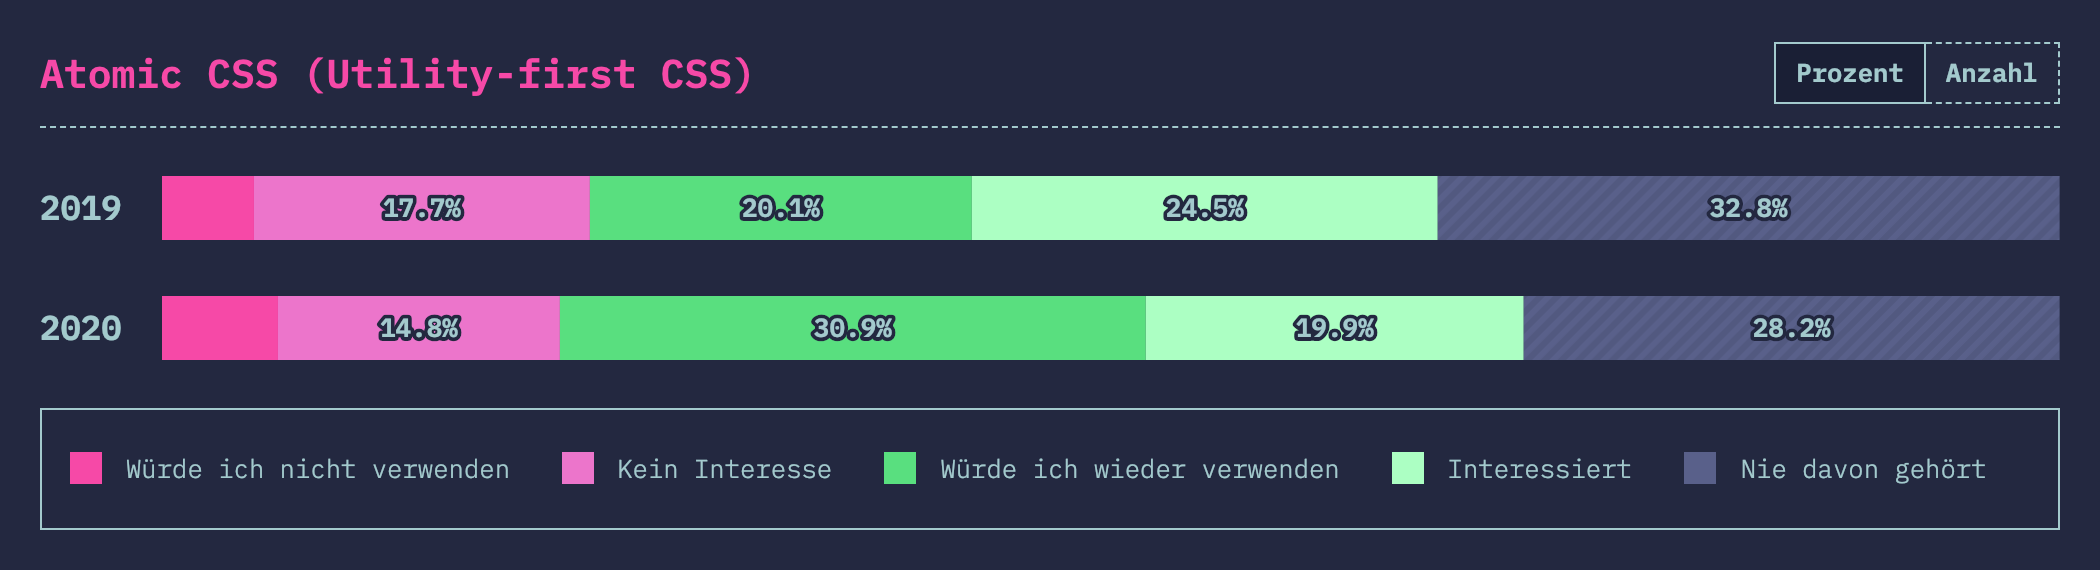 Atomic CSS (Utility-first CSS)
Prozent Anzahl
2019 17.7% 20.1% 24.5% 32.8%
2020 14.8% 30.9% 19.9% 28.2%
Würde ich nicht verwenden Kein Interesse Würde ich wieder verwenden Interessiert Nie davon gehört